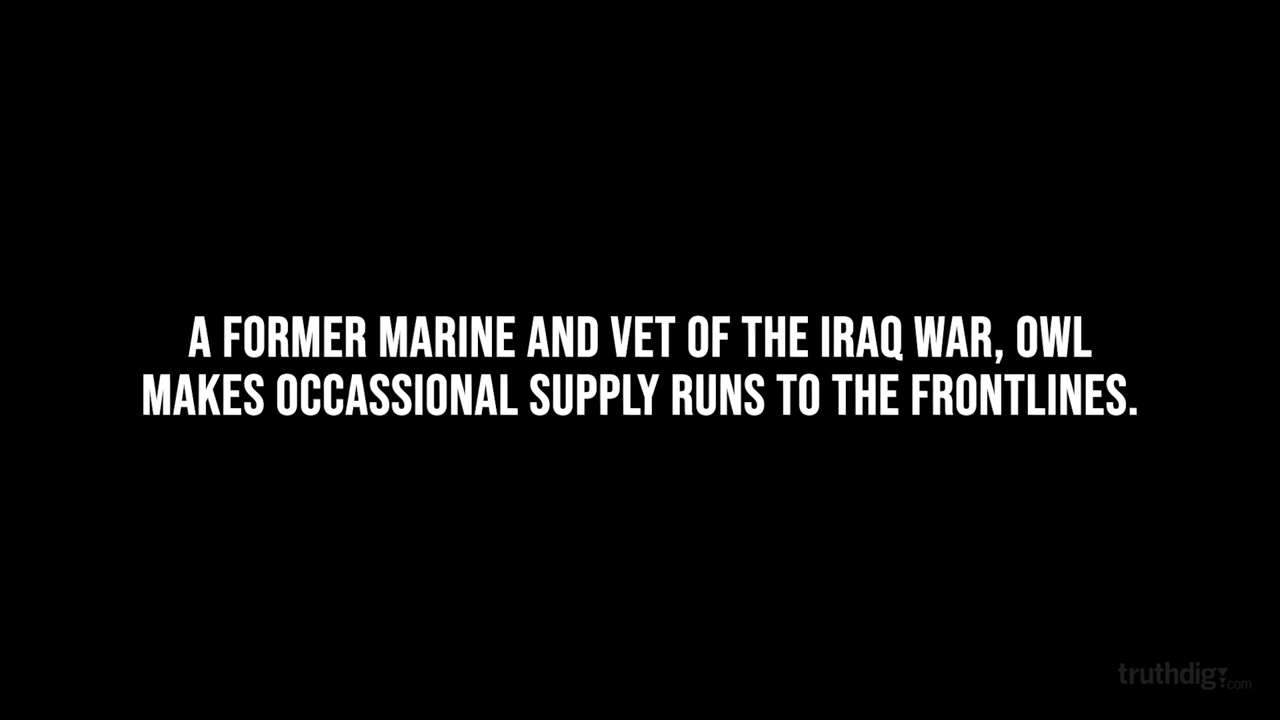 A FORMER MARINE AND VET OF THE IRAQ WAR, OWL
MAKES OCCASSIONAL SUPPLY RUNS TO THE FRONTLINES.
truthdig.com